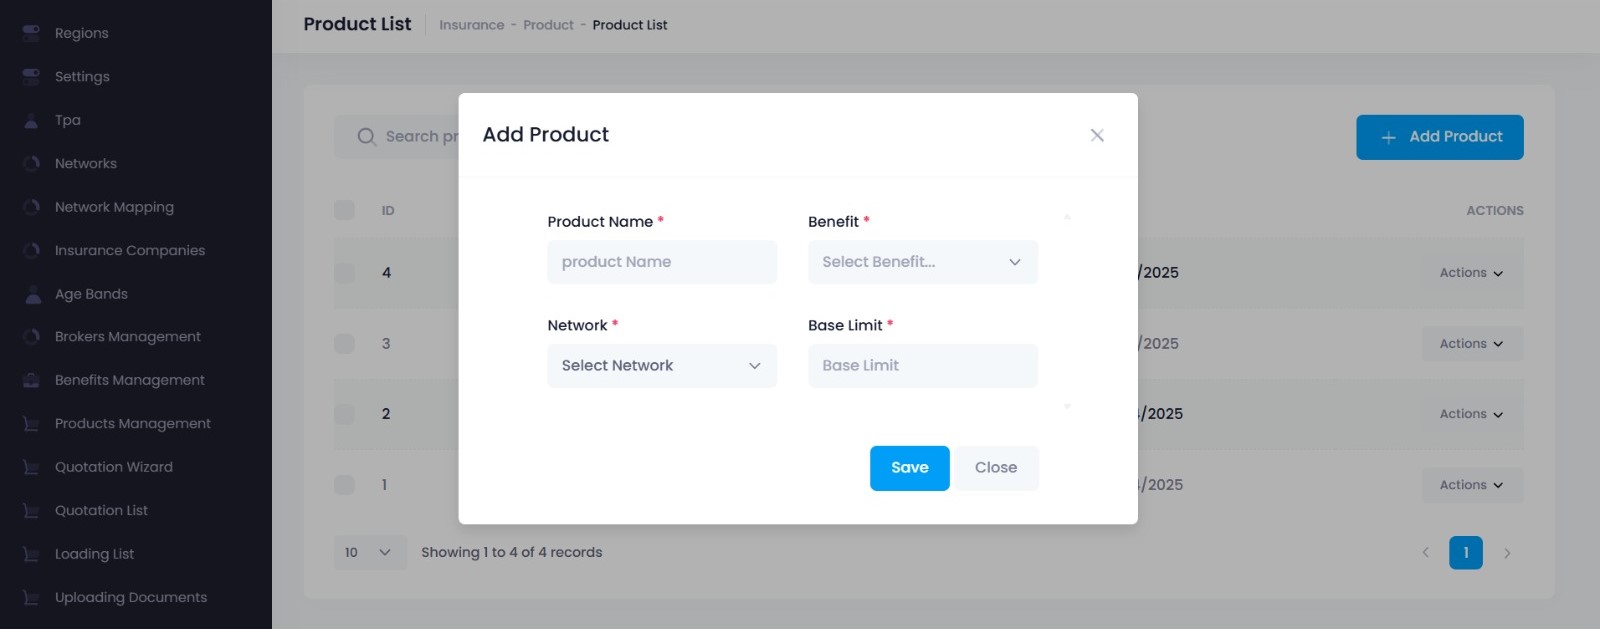 Regions
Settings
Tpa
Networks
Network Mapping
Insurance Companies
Age Bands
Brokers Management
Benefits Management
Products Management
Quotation Wizard
Quotation List
Loading List
Uploading Documents
Product List
Insurance - Product - Product List
Search pr
Add Product
ID
ACTIONS
4
/2025
Actions
3
/2025
Actions
2
/2025
Actions
1
/2025
Actions
10
Showing 1 to 4 of 4 records
1
Add Product
Product Name *
Benefit *
product Name
Select Benefit...
Network *
Base Limit *
Select Network
Base Limit
Save
Close